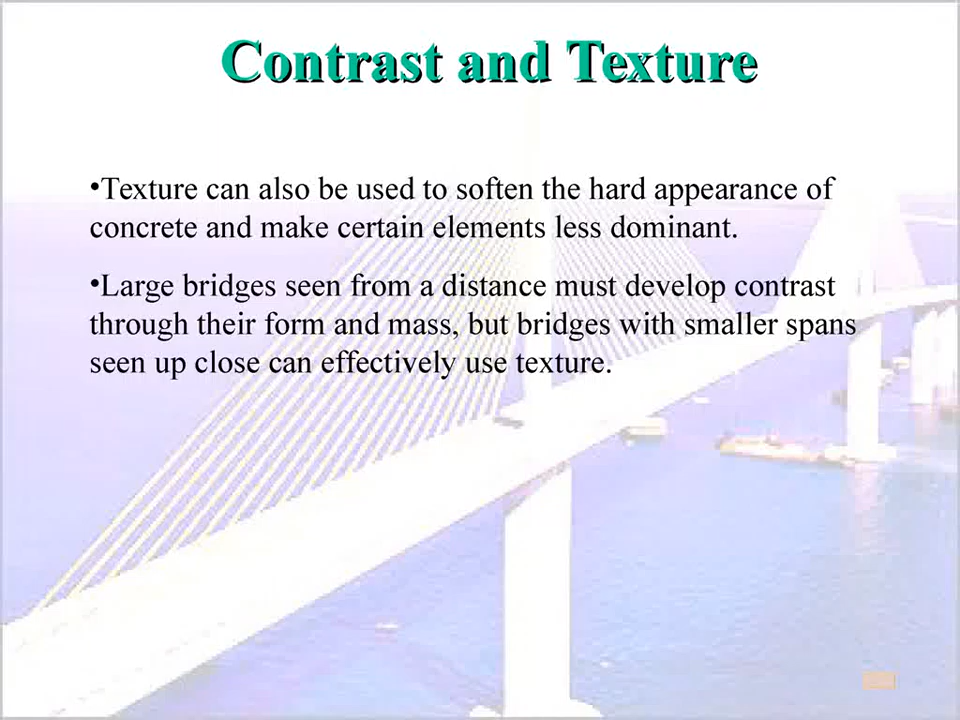 Contrast and Texture
•Texture can also be used to soften the hard appearance of
concrete and make certain elements less dominant.
•Large bridges seen from a distance must develop contrast
through their form and mass, but bridges with smaller spans
seen up close can effectively use texture.